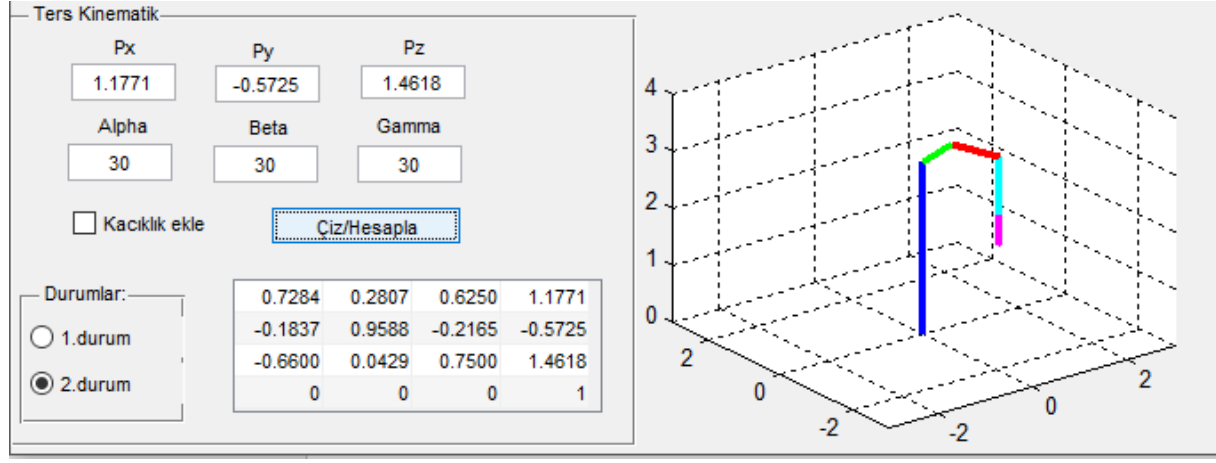 Ters Kinematik
Px Py Pz
1.1771 -0.5725 1.4618
Alpha Beta Gamma
30 30 30
Kacıklık ekle Çiz/Hesapla
Durumlar:
1.durum
2.durum
0.7284 0.2807 0.6250 1.1771
-0.1837 0.9588 -0.2165 -0.5725
-0.6600 0.0429 0.7500 1.4618
0 0 0 1
4
3
2
1
0
2
0
-2
-2
0
2